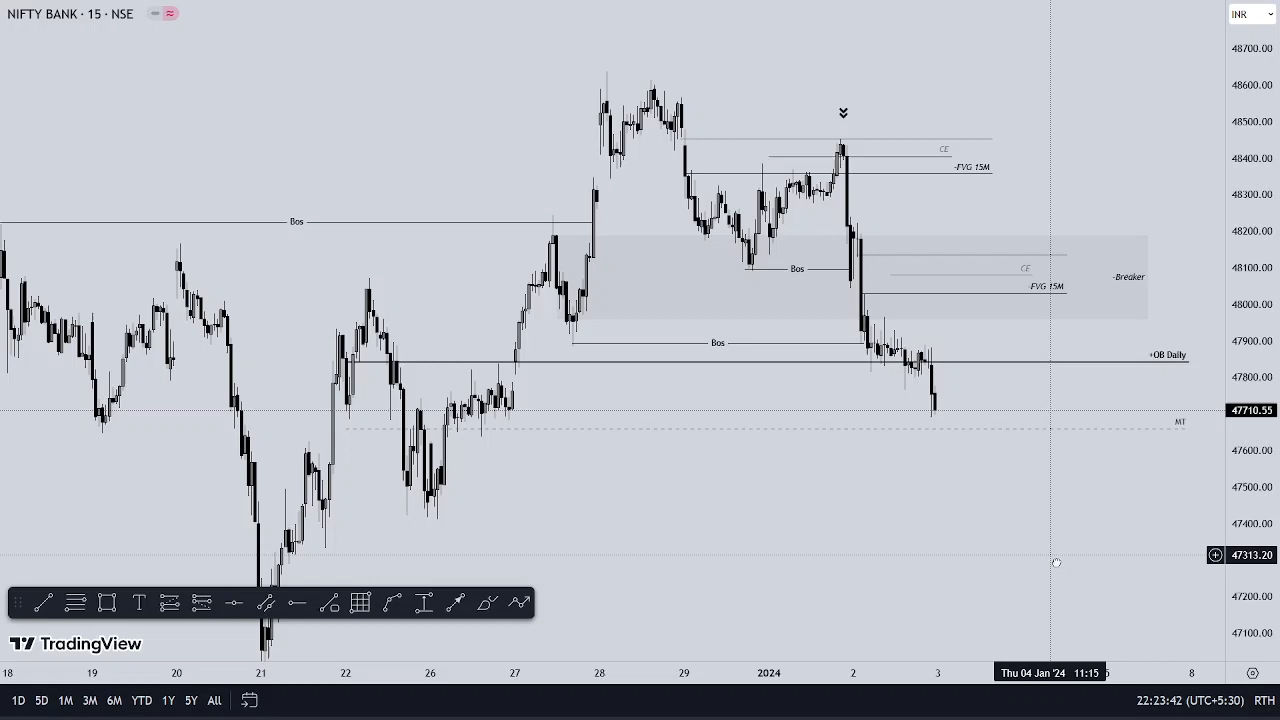 NIFTY BANK · 15 · NSE
INR
48700.00
48600.00
48500.00
48400.00
48300.00
48200.00
48100.00
48000.00
47900.00
47800.00
47710.55
47600.00
47500.00
47400.00
47313.20
47200.00
47100.00
CE
-FVG 15M
Bos
Bos
CE
-Breaker
-FVG 15M
Bos
+OB Daily
MT
TradingView
18 19 20 21 22 25 26 27 28 29 2024 2 3 Thu 04 Jan '24 11:15 8
1D 5D 1M 3M 6M YTD 1Y 5Y All 22:23:42 (UTC+5:30) RTH